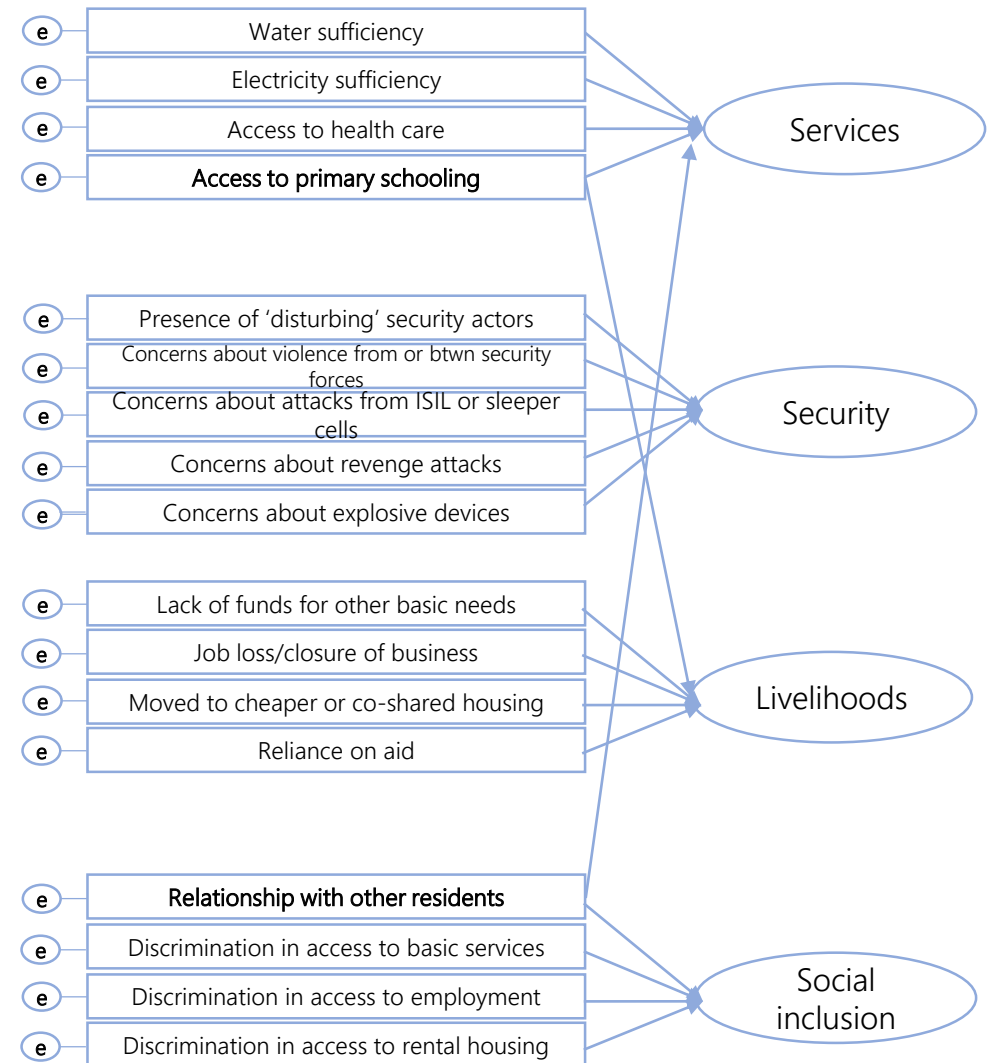 e
Water sufficiency
e
Electricity sufficiency
e
Access to health care
e
Access to primary schooling
Services
e
Presence of ‘disturbing’ security actors
e
Concerns about violence from or btwn security
forces
e
Concerns about attacks from ISIL or sleeper
cells
e
Concerns about revenge attacks
e
Concerns about explosive devices
Security
e
Lack of funds for other basic needs
e
Job loss/closure of business
e
Moved to cheaper or co-shared housing
e
Reliance on aid
Livelihoods
e
Relationship with other residents
e
Discrimination in access to basic services
e
Discrimination in access to employment
e
Discrimination in access to rental housing
Social
inclusion